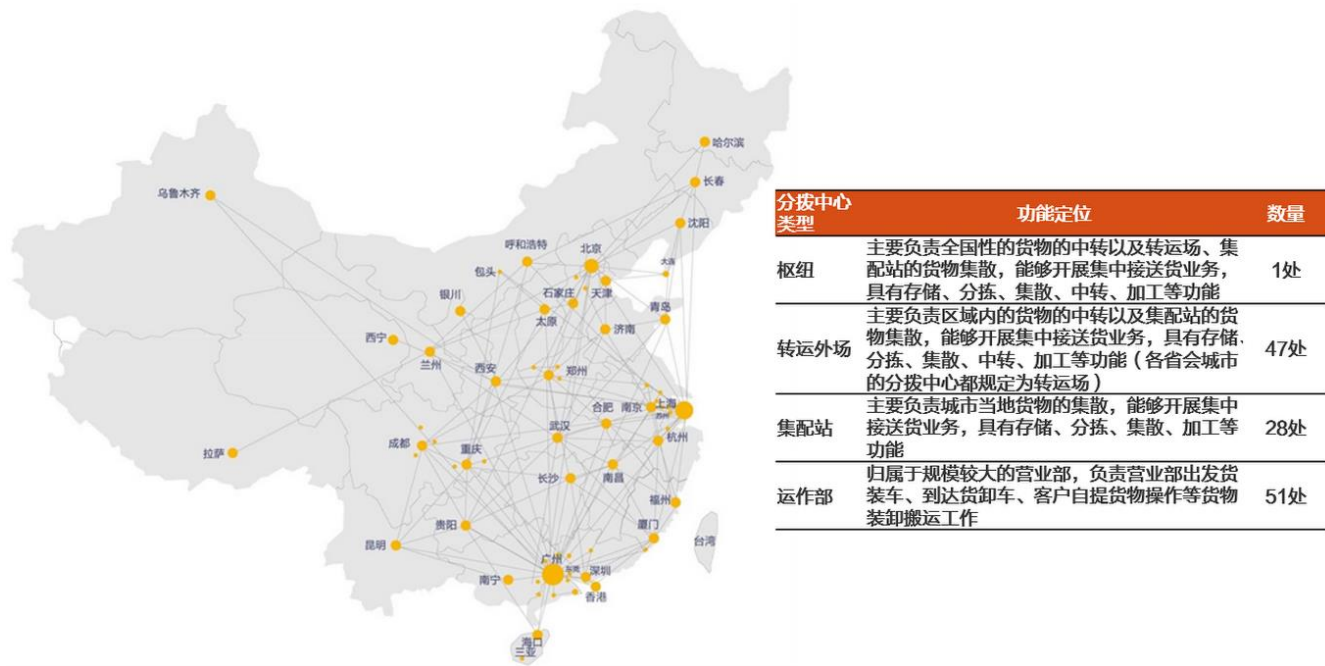 哈尔滨
长春
乌鲁木齐
沈阳
呼和浩特
北京
大连
包头
银川
石家庄
天津
太原
青岛
济南
西宁
兰州
西安
郑州
合肥
南京
上海
苏州
武汉
杭州
成都
重庆
拉萨
长沙
南昌
福州
贵阳
厦门
昆明
台湾
广州
东莞
深圳
南宁
香港
海口
三亚
分拨中心
类型
功能定位
数量
枢纽
主要负责全国性的货物的中转以及转运场、集
配站的货物集散，能够开展集中接送货业务，
具有存储、分拣、集散、中转、加工等功能
1处
转运外场
主要负责区域内的货物的中转以及集配站的货
物集散，能够开展集中接送货业务，具有存储、
分拣、集散、中转、加工等功能（各省会城市
的分拨中心都规定为转运场）
47处
集配站
主要负责城市当地货物的集散，能够开展集中
接送货业务，具有存储、分拣、集散、加工等
功能
28处
运作部
归属于规模较大的营业部，负责营业部出发货
装车、到达货卸车、客户自提货物操作等货物
装卸搬运工作
51处